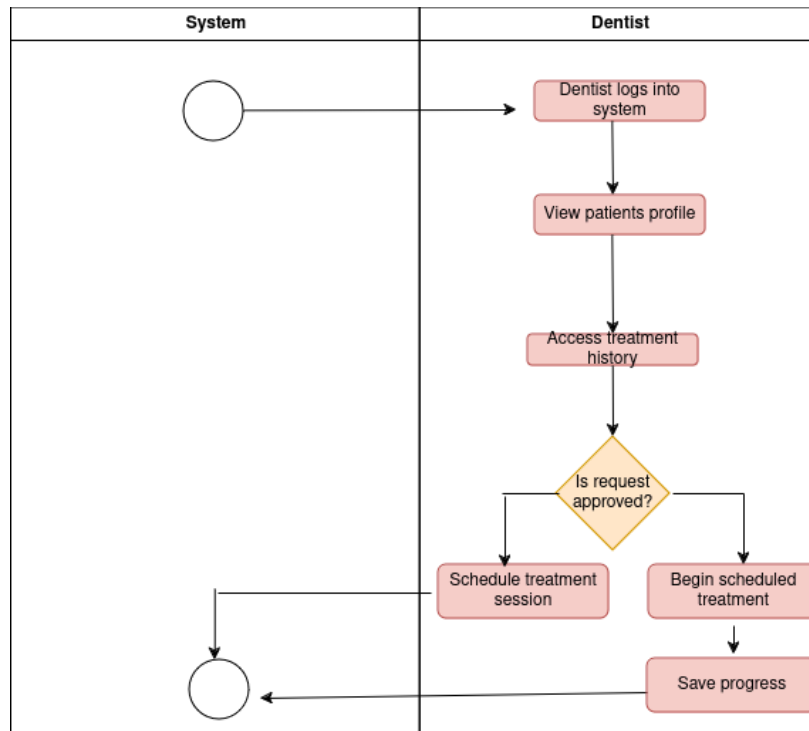 System
Dentist
Dentist logs into
system
View patients profile
Access treatment
history
Is request
approved?
Schedule treatment
session
Begin scheduled
treatment
Save progress